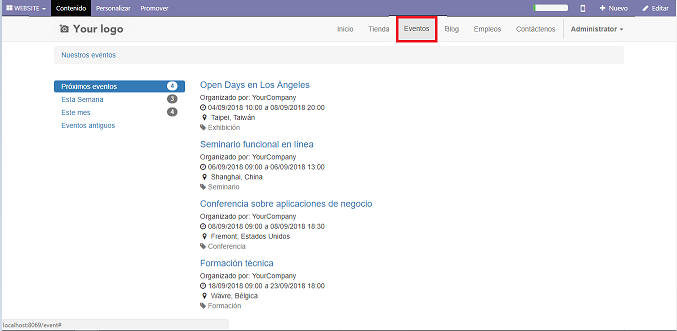 WEBSITE Contenido Personalizar Promover + Nuevo Editar
Your logo Inicio Tienda Eventos Blog Empleos Contáctenos Administrator
Nuestros eventos
Próximos eventos 4
Esta Semana 3
Este mes 4
Eventos antiguos
Open Days en Los Angeles
Organizado por: YourCompany
04/09/2018 10:00 a 08/09/2018 20:00
Taipei, Taiwán
Exhibición
Seminario funcional en línea
Organizado por: YourCompany
06/09/2018 09:00 a 06/09/2018 13:00
Shanghai, China
Seminario
Conferencia sobre aplicaciones de negocio
Organizado por: YourCompany
08/09/2018 09:00 a 08/09/2018 18:30
Fremont, Estados Unidos
Conferencia
Formación técnica
Organizado por: YourCompany
18/09/2018 09:00 a 23/09/2018 18:00
Wavre, Bélgica
Formación
localhost:8069/event#